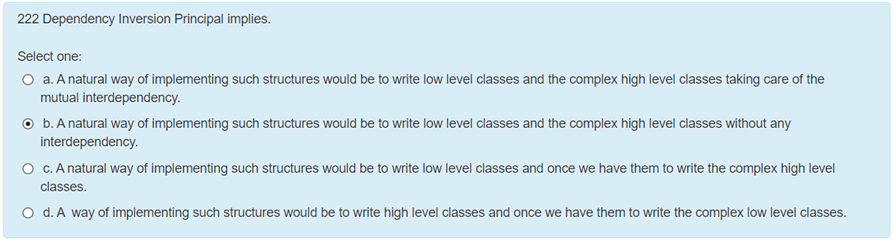 222 Dependency Inversion Principal implies.
Select one:
a. A natural way of implementing such structures would be to write low level classes and the complex high level classes taking care of the
mutual interdependency.
b. A natural way of implementing such structures would be to write low level classes and the complex high level classes without any
interdependency.
c. A natural way of implementing such structures would be to write low level classes and once we have them to write the complex high level
classes.
d. A way of implementing such structures would be to write high level classes and once we have them to write the complex low level classes.